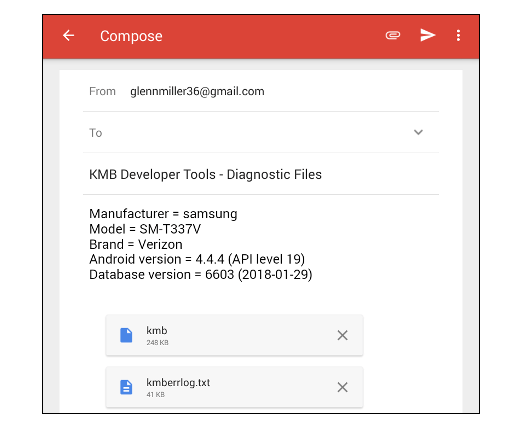 Compose
From glennmiller36@gmail.com
To
KMB Developer Tools - Diagnostic Files
Manufacturer = samsung
Model = SM-T337V
Brand = Verizon
Android version = 4.4.4 (API level 19)
Database version = 6603 (2018-01-29)
kmb
248 KB
kmberrlog.txt
41 KB